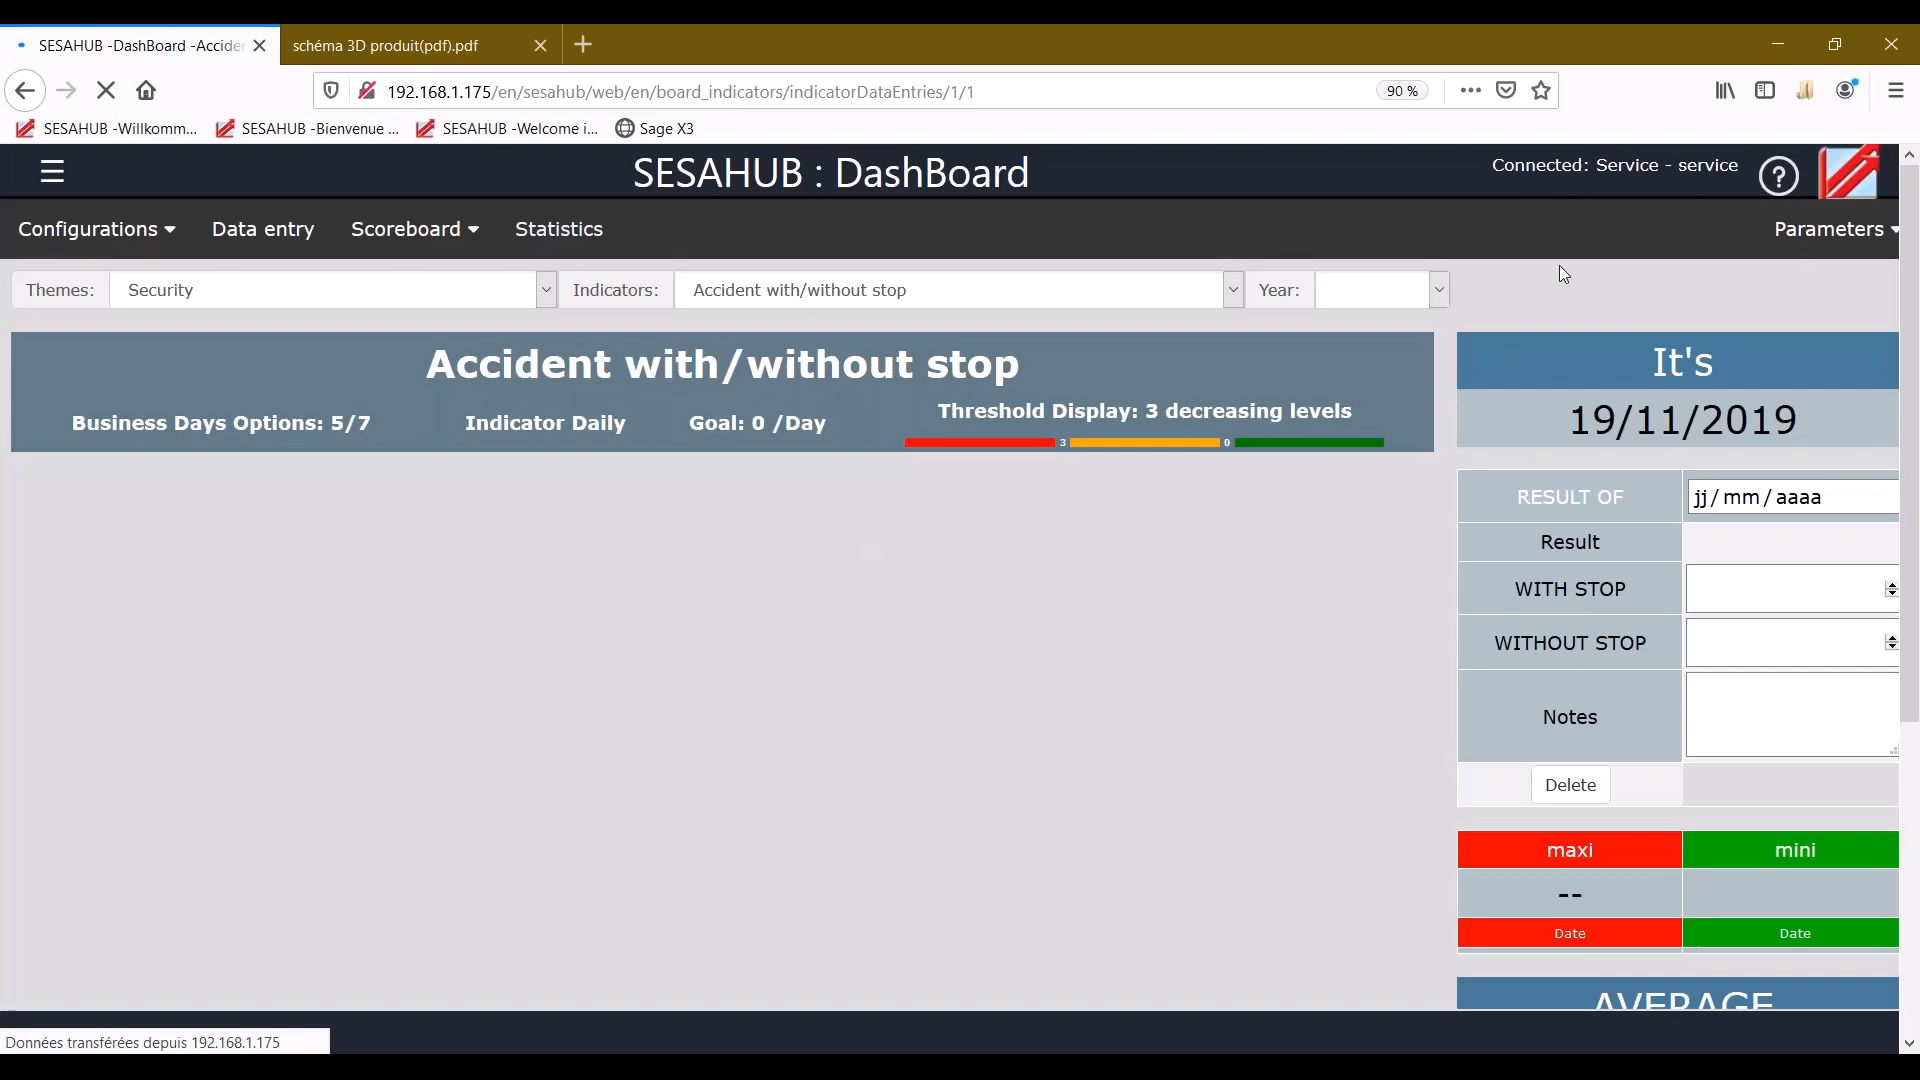 SESAHUB -DashBoard -Accide
schéma 3D produit(pdf).pdf
192.168.1.175/en/sesahub/web/en/board_indicators/indicatorDataEntries/1/1
90 %
SESAHUB -Willkomm...
SESAHUB -Bienvenue ...
SESAHUB -Welcome i...
Sage X3
SESAHUB : DashBoard
Connected: Service - service
Configurations
Data entry
Scoreboard
Statistics
Parameters
Themes:
Security
Indicators:
Accident with/without stop
Year:
Accident with/without stop
Business Days Options: 5/7
Indicator Daily
Goal: 0 /Day
Threshold Display: 3 decreasing levels
3
0
It's
19/11/2019
RESULT OF
jj / mm / aaaa
Result
WITH STOP
WITHOUT STOP
Notes
Delete
maxi
mini
--
Date
Date
AVERAGE
Données transférées depuis 192.168.1.175